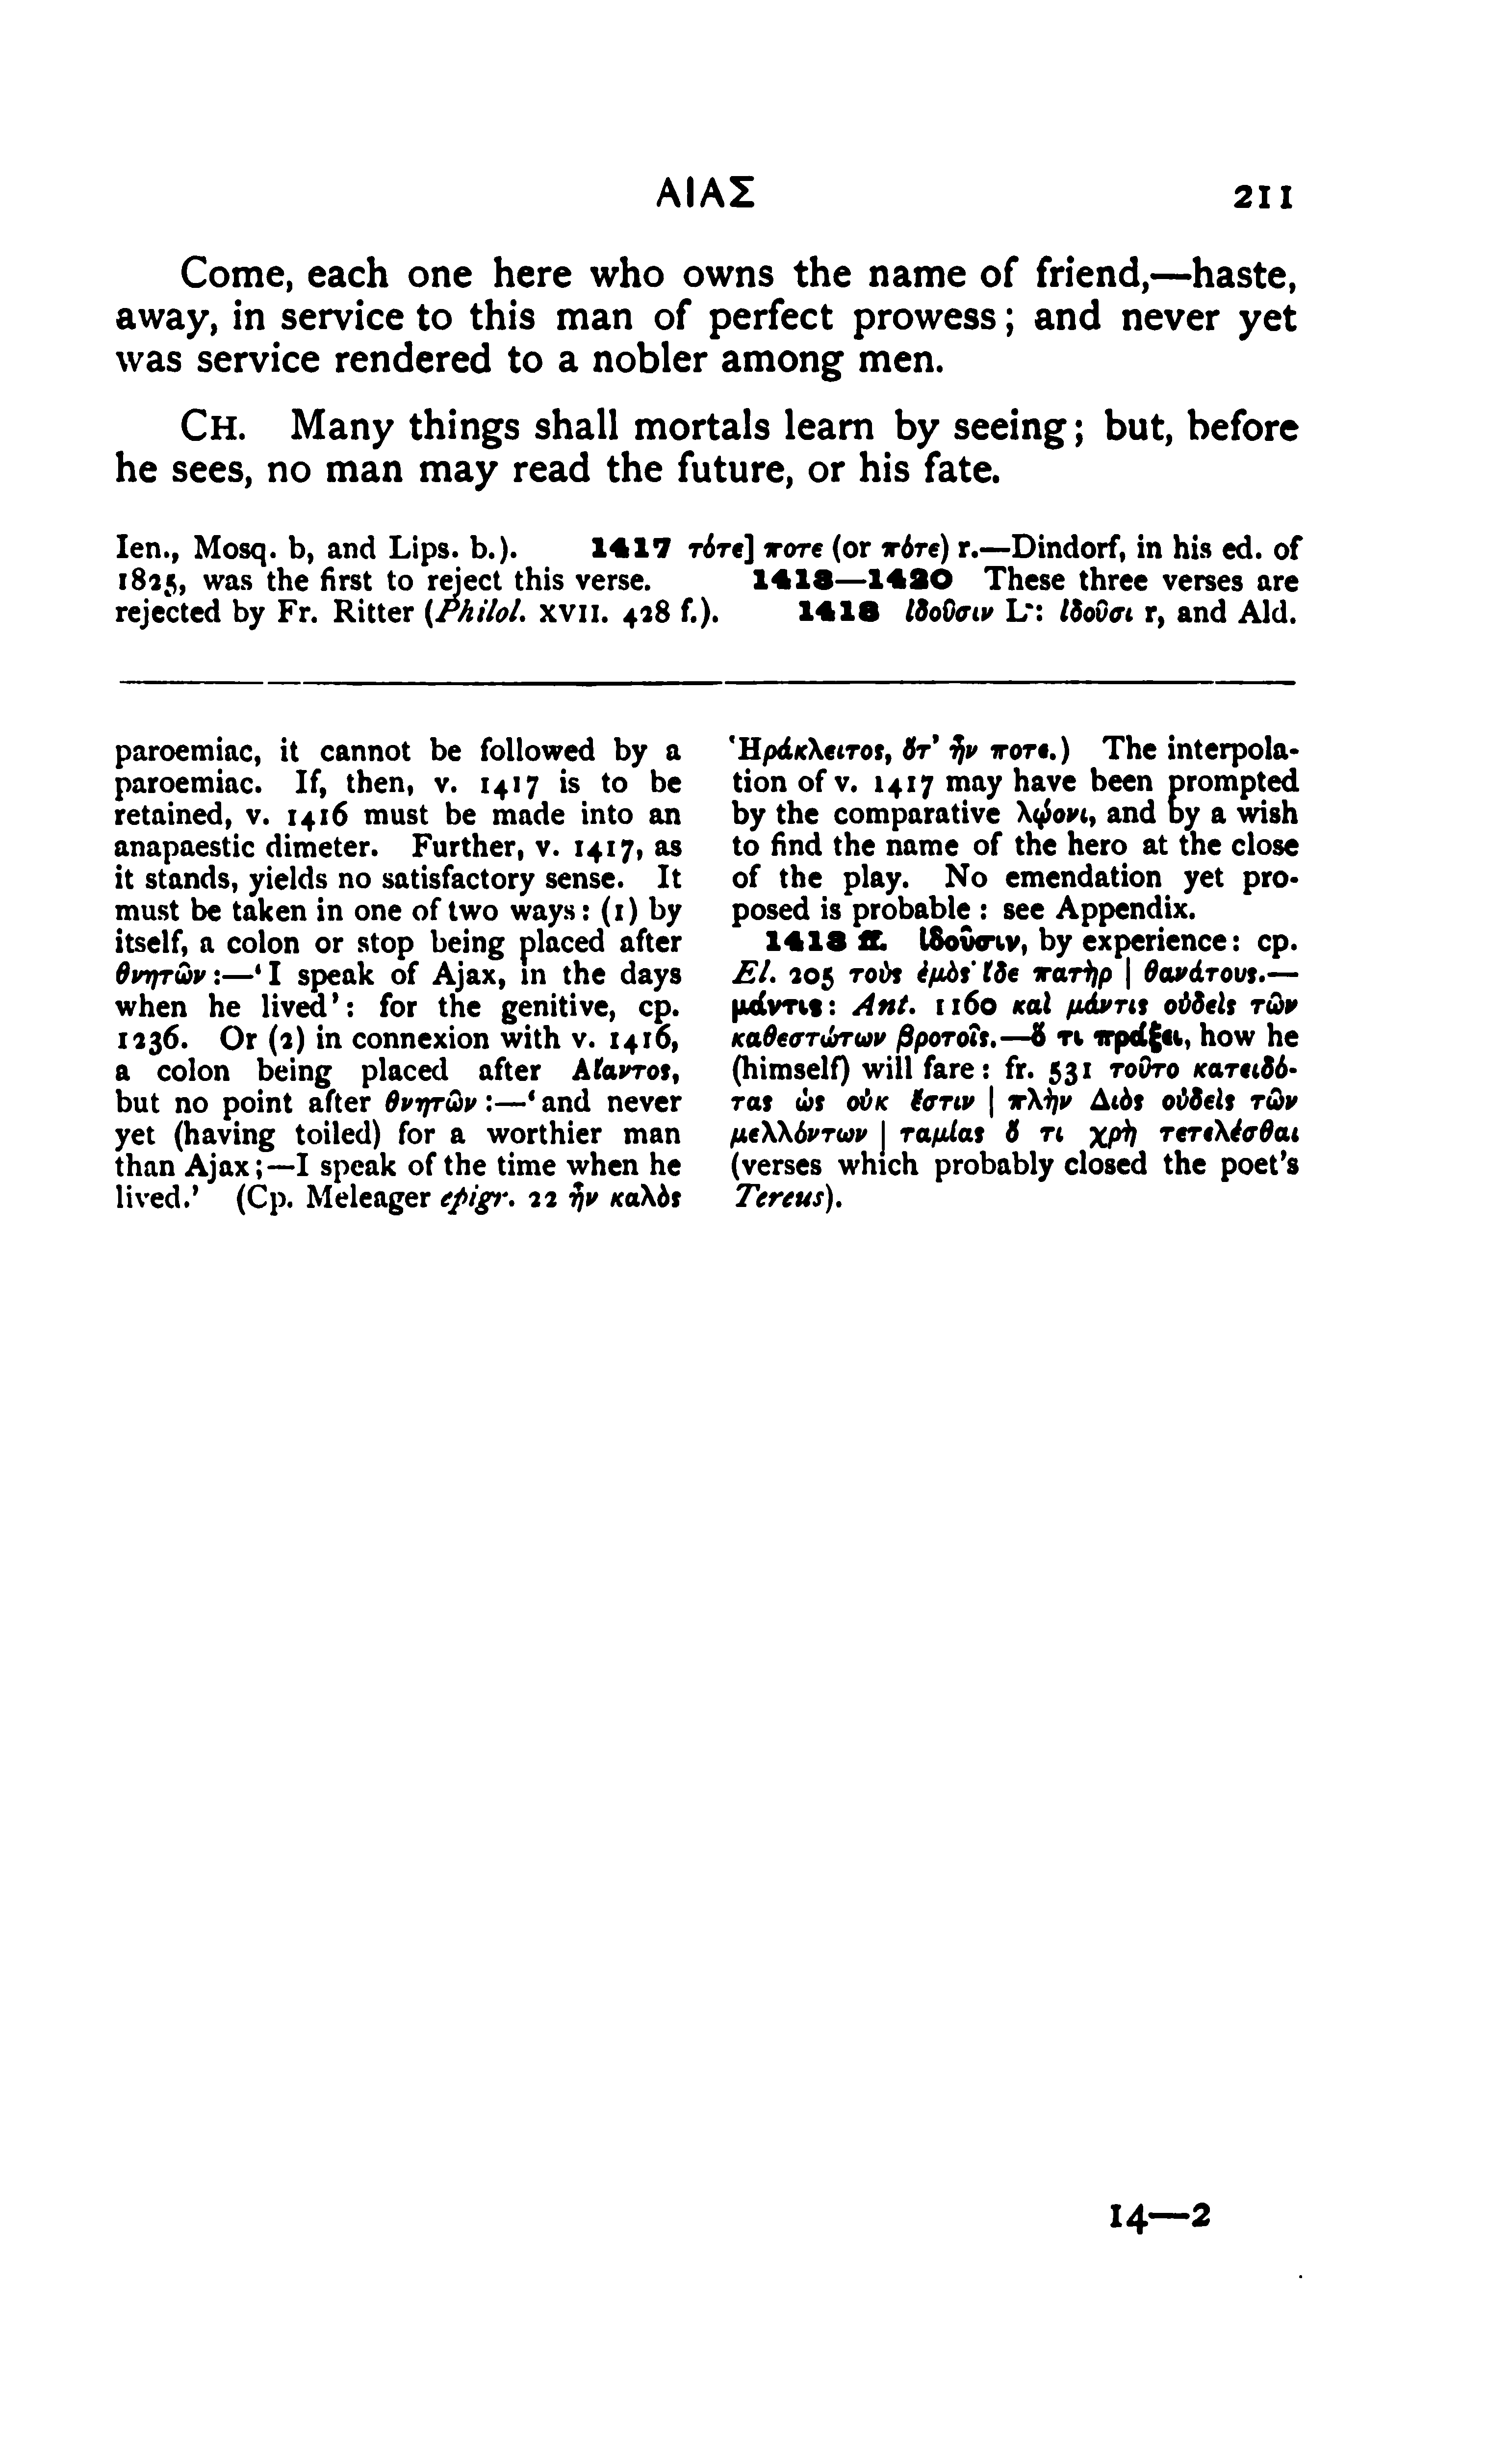 ΑΙΑΣ 211
Come, each one here who owns the name of friend,—haste,
away, in service to this man of perfect prowess; and never yet
was service rendered to a nobler among men.
CH. Many things shall mortals learn by seeing; but, before
he sees, no man may read the future, or his fate.
Ien., Mosq. b, and Lips. b.). 1417 τότε] ποτε (or πότε) r.—Dindorf, in his ed. of
1825, was the first to reject this verse. 1418—1420 These three verses are
rejected by Fr. Ritter (Philol. XVII. 428 f.). 1418 ἰδοῦσιν L: ἰδοῦσι r, and Ald.
paroemiac, it cannot be followed by a
paroemiac. If, then, v. 1417 is to be
retained, v. 1416 must be made into an
anapaestic dimeter. Further, v. 1417, as
it stands, yields no satisfactory sense. It
must be taken in one of two ways: (1) by
itself, a colon or stop being placed after
θνητῶν:—‘I speak of Ajax, in the days
when he lived’: for the genitive, cp.
1236. Or (2) in connexion with v. 1416,
a colon being placed after Αἴαντος,
but no point after θνητῶν:—‘and never
yet (having toiled) for a worthier man
than Ajax;—I speak of the time when he
lived.’ (Cp. Meleager epigr. 22 ἦν καλὸς
Ἡράκλειτος, ὅτ’ ἦν ποτε.) The interpola-
tion of v. 1417 may have been prompted
by the comparative λῴονι, and by a wish
to find the name of the hero at the close
of the play. No emendation yet pro-
posed is probable: see Appendix.
1418 ff. ἰδοῦσιν, by experience: cp.
El. 205 τοὺς ἐμὸς ἴδε πατὴρ | θανάτους.—
μάντις: Ant. 1160 καὶ μάντις οὐδεὶς τῶν
καθεστώτων βροτοῖς.—ὅ τι πράξει, how he
(himself) will fare: fr. 531 τοῦτο κατειδό-
τας ὡς οὐκ ἔστιν | πλὴν Διὸς οὐδεὶς τῶν
μελλόντων | ταμίας ὅ τι χρὴ τετελέσθαι
(verses which probably closed the poet’s
Tereus).
14—2